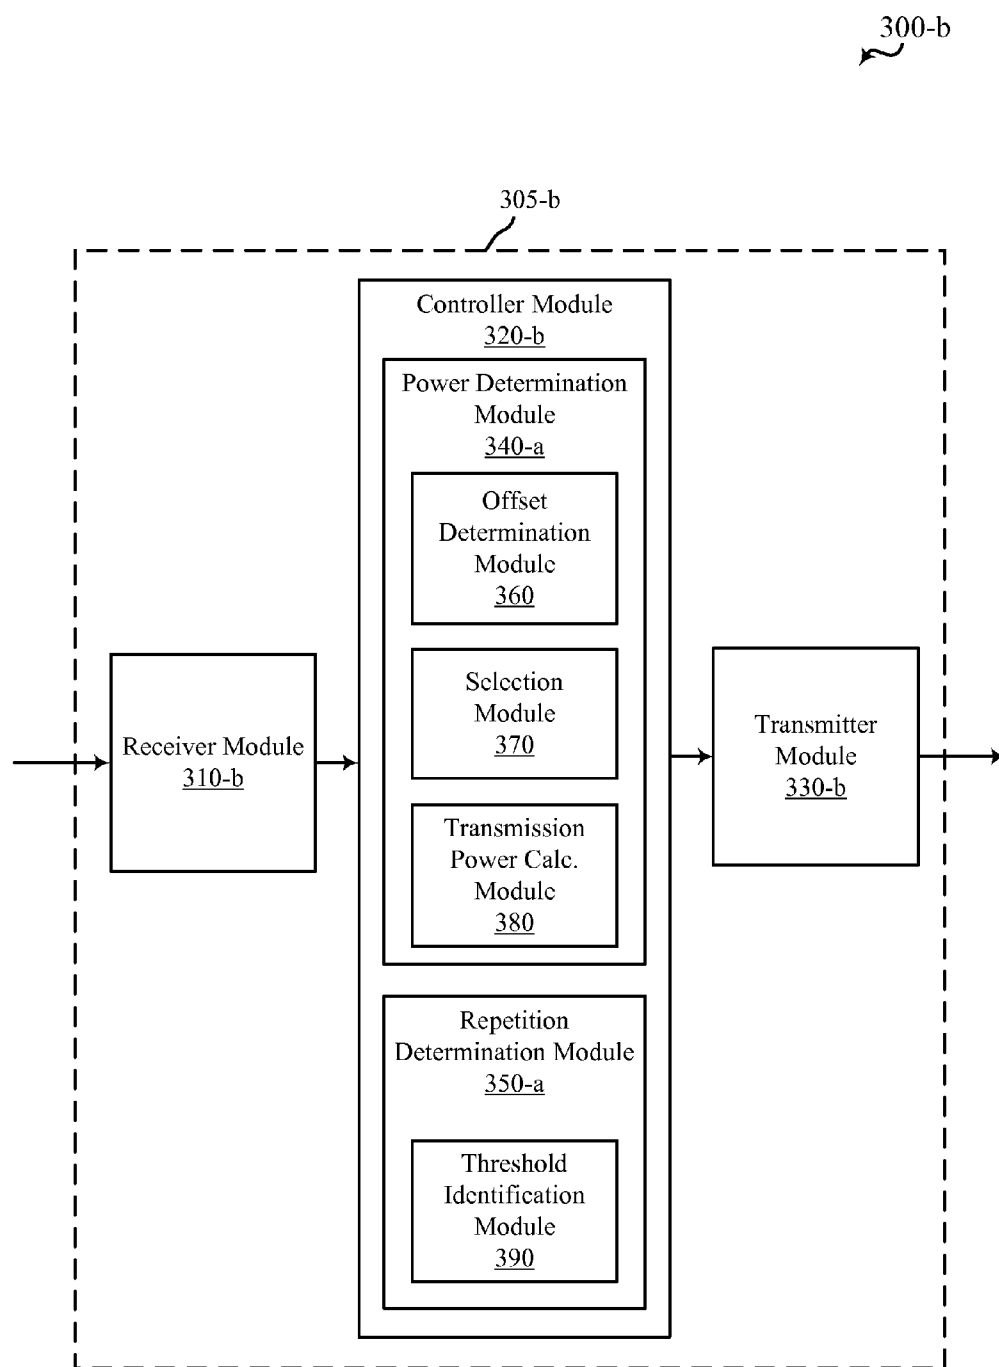 300-b
305-b
Controller Module
320-b
Power Determination
Module
340-a
Offset
Determination
Module
360
Selection
Module
370
Transmission
Power Calc.
Module
380
Repetition
Determination Module
350-a
Threshold
Identification
Module
390
Receiver Module
310-b
Transmitter
Module
330-b